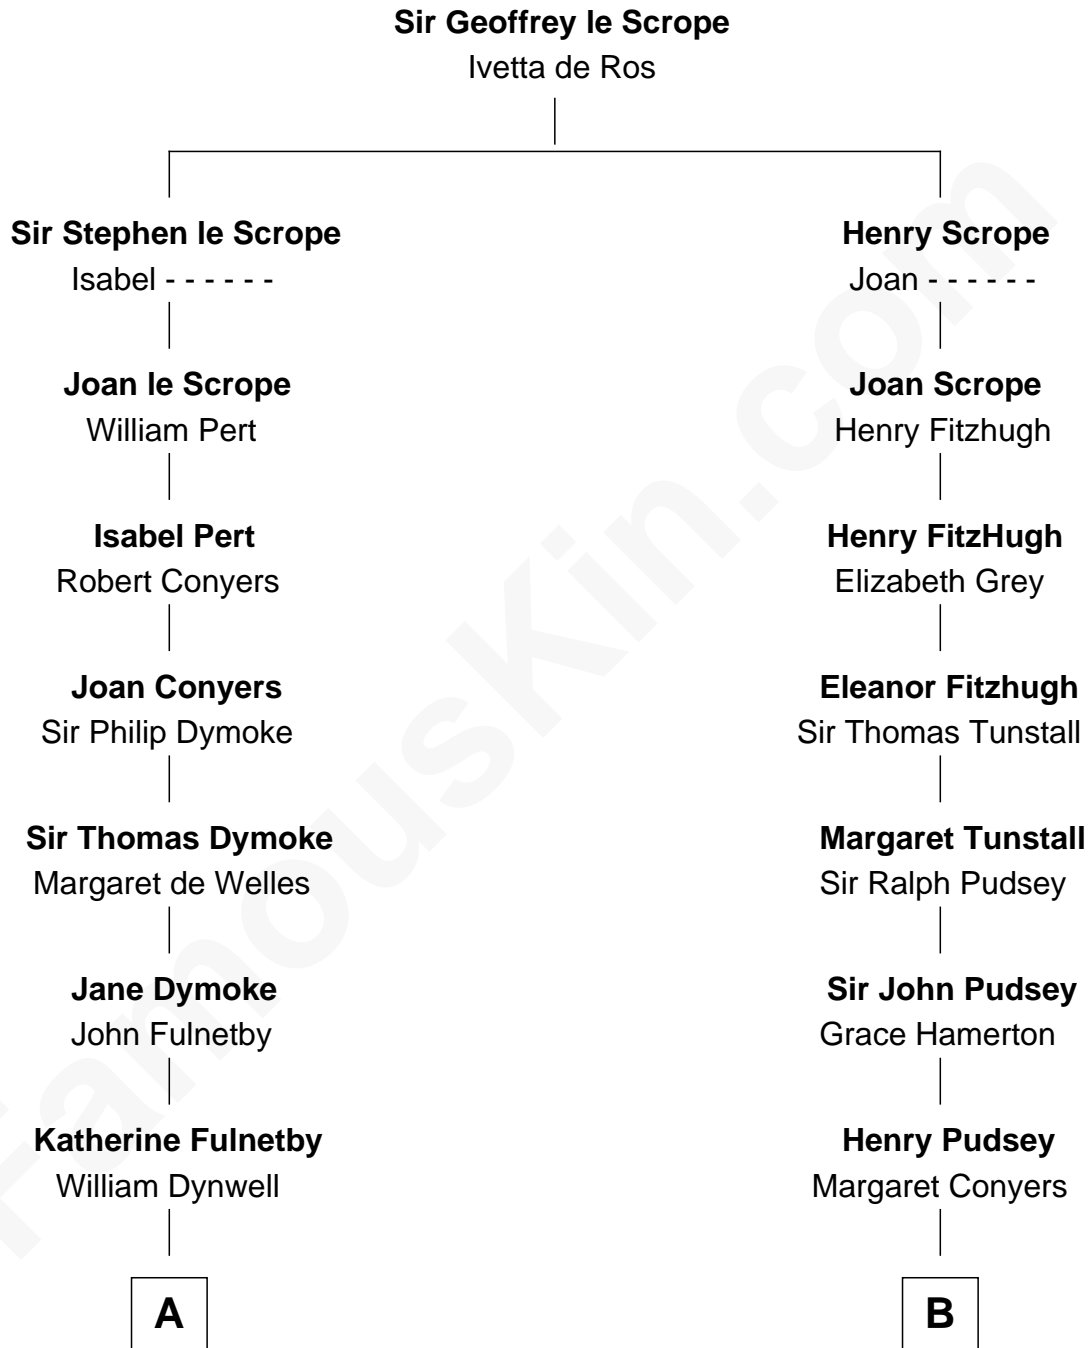 Sir Geoffrey le Scrope
Ivetta de Ros
Sir Stephen le Scrope
Isabel - - - - - -
Henry Scrope
Joan - - - - - -
Joan le Scrope
William Pert
Joan Scrope
Henry Fitzhugh
Isabel Pert
Robert Conyers
Henry FitzHugh
Elizabeth Grey
Joan Conyers
Sir Philip Dymoke
Eleanor Fitzhugh
Sir Thomas Tunstall
Sir Thomas Dymoke
Margaret de Welles
Margaret Tunstall
Sir Ralph Pudsey
Jane Dymoke
John Fulnetby
Sir John Pudsey
Grace Hamerton
Katherine Fulnetby
William Dynwell
Henry Pudsey
Margaret Conyers
A
B
FamousKin.com